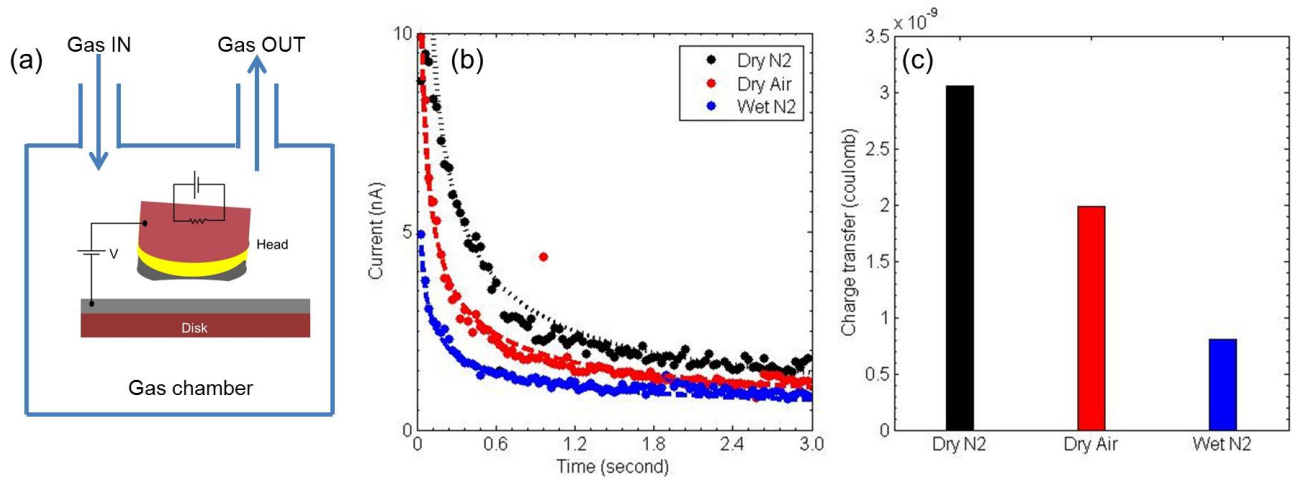 (a)
Gas IN
Gas OUT
V
Head
Disk
Gas chamber
(b)
Dry N2
Dry Air
Wet N2
Current (nA)
10
5
0
0 0.6 1.2 1.8 2.4 3.0
Time (second)
(c)
x 10-9
Charge transfer (coulomb)
3.5
3
2.5
2
1.5
1
0.5
0
Dry N2 Dry Air Wet N2